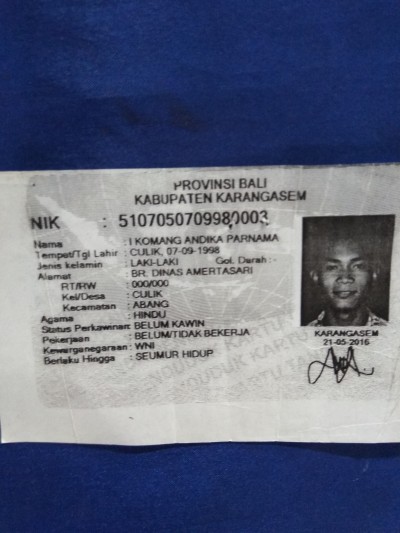 PROVINSI BALI
KABUPATEN KARANGASEM
NIK : 5107050709980003
Nama : I KOMANG ANDIKA PARNAMA
Tempat/Tgl Lahir : CULIK, 07-09-1998
Jenis kelamin : LAKI-LAKI Gol. Darah : -
Alamat : BR. DINAS AMERTASARI
RT/RW : 000/000
Kel/Desa : CULIK
Kecamatan : ABANG
Agama : HINDU
Status Perkawinan: BELUM KAWIN
Pekerjaan : BELUM/TIDAK BEKERJA
Kewarganegaraan : WNI
Berlaku Hingga : SEUMUR HIDUP
KARANGASEM
21-05-2016